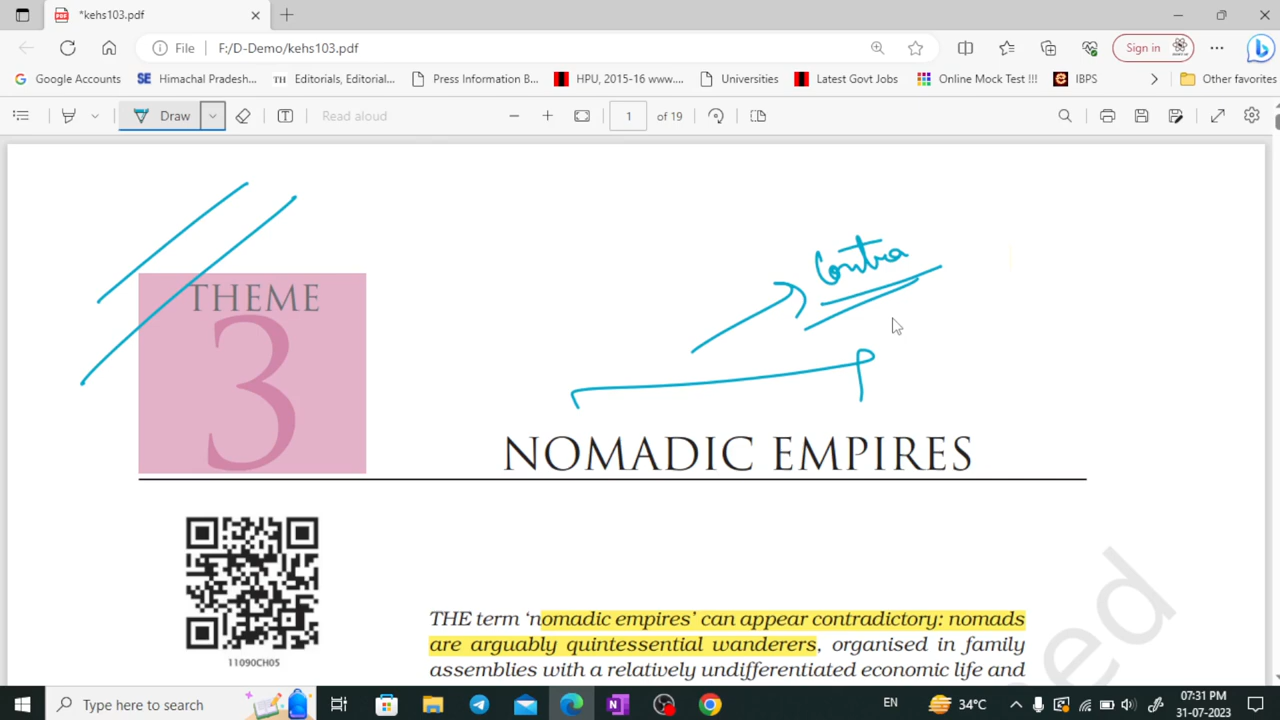 *kehs103.pdf
File F:/D-Demo/kehs103.pdf Sign in
Google Accounts SE Himachal Pradesh... TH Editorials, Editorial... Press Information B... HPU, 2015-16 www.... Universities Latest Govt Jobs Online Mock Test !!! IBPS Other favorites
Draw Read aloud 1 of 19
Contra
THEME
3
NOMADIC EMPIRES
11090CH05
THE term ‘nomadic empires’ can appear contradictory: nomads
are arguably quintessential wanderers, organised in family
assemblies with a relatively undifferentiated economic life and
ed
Type here to search EN 34°C 07:31 PM
31-07-2023